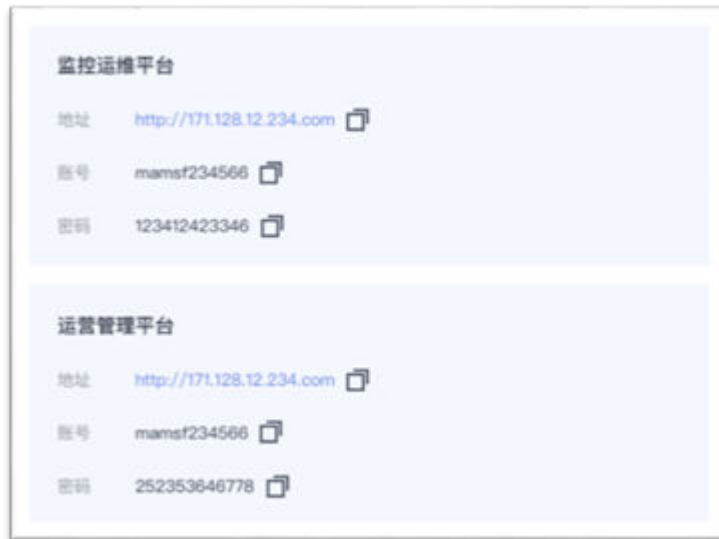 监控运维平台
地址 http://171.128.12.234.com
账号 mamsf234566
密码 123412423346
运营管理平台
地址 http://171.128.12.234.com
账号 mamsf234566
密码 252353646778